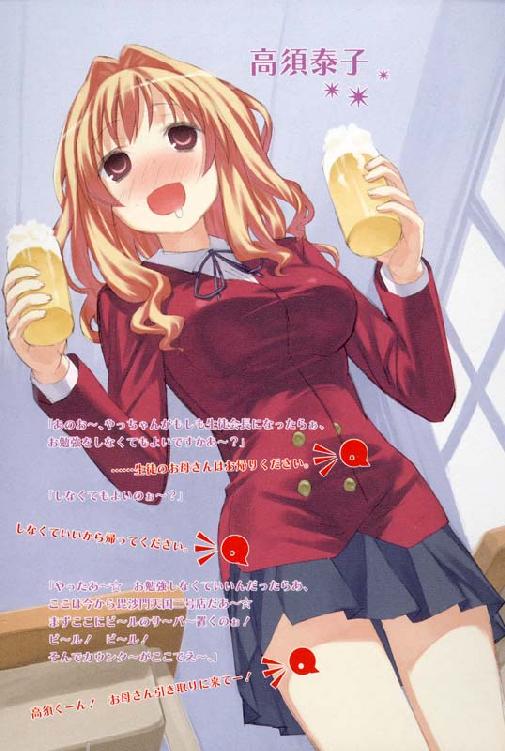 高須泰子
「あのお〜、やっちゃんがもしも生徒会長になったらぁ、
お勉強をしなくてもよいですかぁ〜？」
……生徒のお母さんはお帰りください。
「しなくてもよいのぉ〜？」
しなくていいから帰ってください。
「やったぁ〜☆　お勉強しなくていいんだったらあ、
ここは今から毘沙門天国二号店だあ〜☆
まずここにビ〜ルのサ〜バ〜置くのぉ！
ビ〜ル！　ビ〜ル！
そんでカウンタ〜がここでえ〜、」
高須くーん！　お母さん引き取りに来てー！